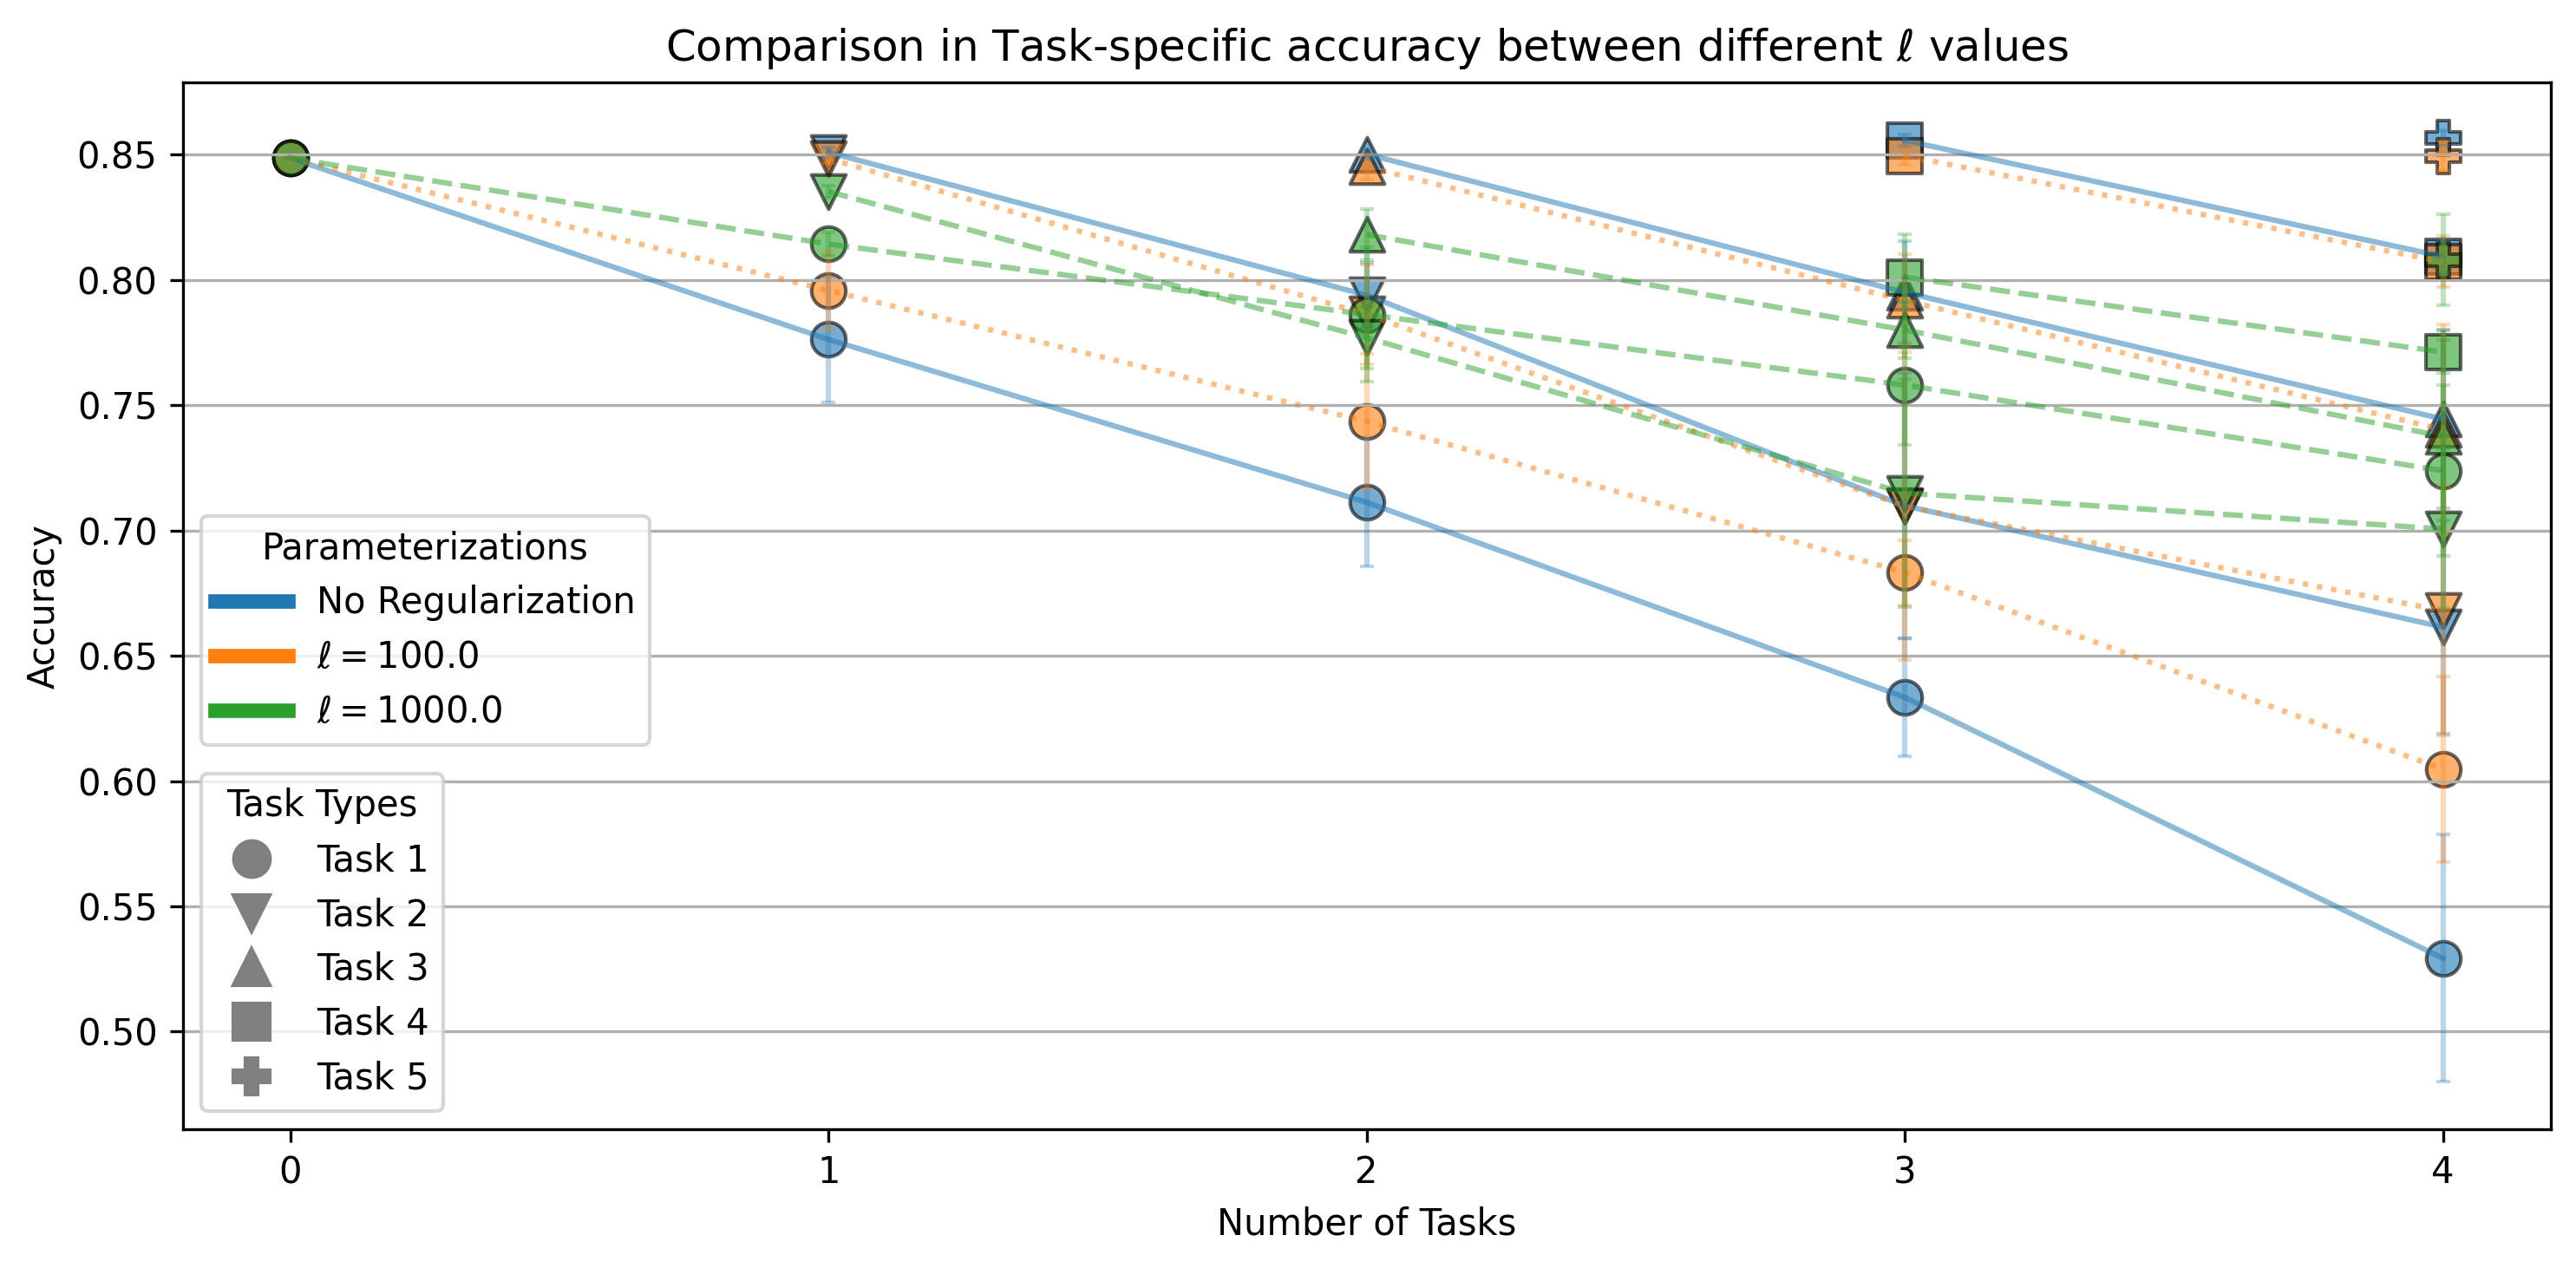 Comparison in Task-specific accuracy between different ℓ values
Accuracy
0.85
0.80
0.75
0.70
0.65
0.60
0.55
0.50
Parameterizations
No Regularization
ℓ = 100.0
ℓ = 1000.0
Task Types
Task 1
Task 2
Task 3
Task 4
Task 5
0 1 2 3 4
Number of Tasks